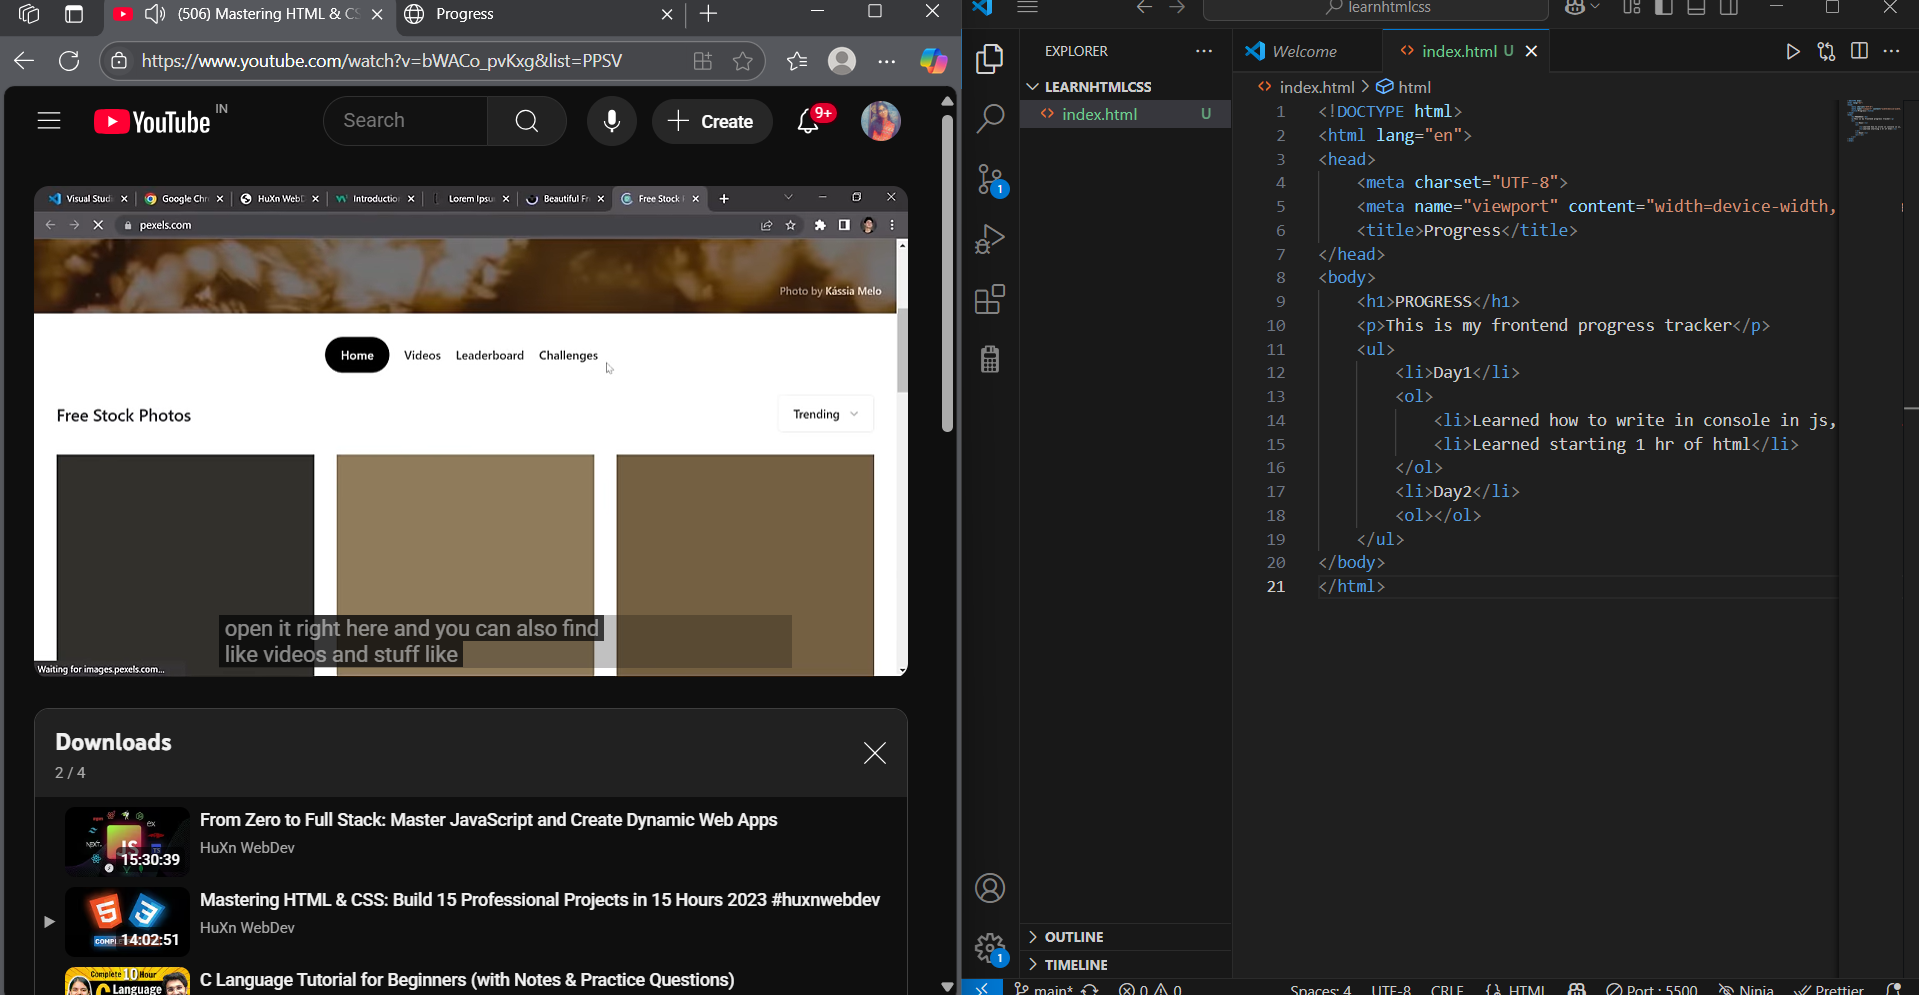 (506) Mastering HTML & CS
Progress
https://www.youtube.com/watch?v=bWACo_pvKxg&list=PPSV
YouTube IN
Search
Create
9+
Visual Stud
Google Chr
HuXn WebD
Introduction
Lorem Ipsu
Beautiful Fr
Free Stock
pexels.com
Photo by Kássia Melo
Home
Videos
Leaderboard
Challenges
Free Stock Photos
Trending
open it right here and you can also find
like videos and stuff like
Waiting for images.pexels.com...
Downloads
2 / 4
From Zero to Full Stack: Master JavaScript and Create Dynamic Web Apps
HuXn WebDev
JS
15:30:39
Mastering HTML & CSS: Build 15 Professional Projects in 15 Hours 2023 #huxnwebdev
HuXn WebDev
14:02:51
C Language Tutorial for Beginners (with Notes & Practice Questions)
Complete 10 Hour
C Language
learnhtmlcss
EXPLORER
LEARNHTMLCSS
index.html U
1
OUTLINE
TIMELINE
1
Welcome
index.html U
index.html > html
1 <!DOCTYPE html>
2 <html lang="en">
3 <head>
4 <meta charset="UTF-8">
5 <meta name="viewport" content="width=device-width,
6 <title>Progress</title>
7 </head>
8 <body>
9 <h1>PROGRESS</h1>
10 <p>This is my frontend progress tracker</p>
11 <ul>
12 <li>Day1</li>
13 <ol>
14 <li>Learned how to write in console in js,
15 <li>Learned starting 1 hr of html</li>
16 </ol>
17 <li>Day2</li>
18 <ol></ol>
19 </ul>
20 </body>
21 </html>
main* 0 0 Spaces: 4 UTF-8 CRLF {} HTML Port : 5500 Ninja Prettier